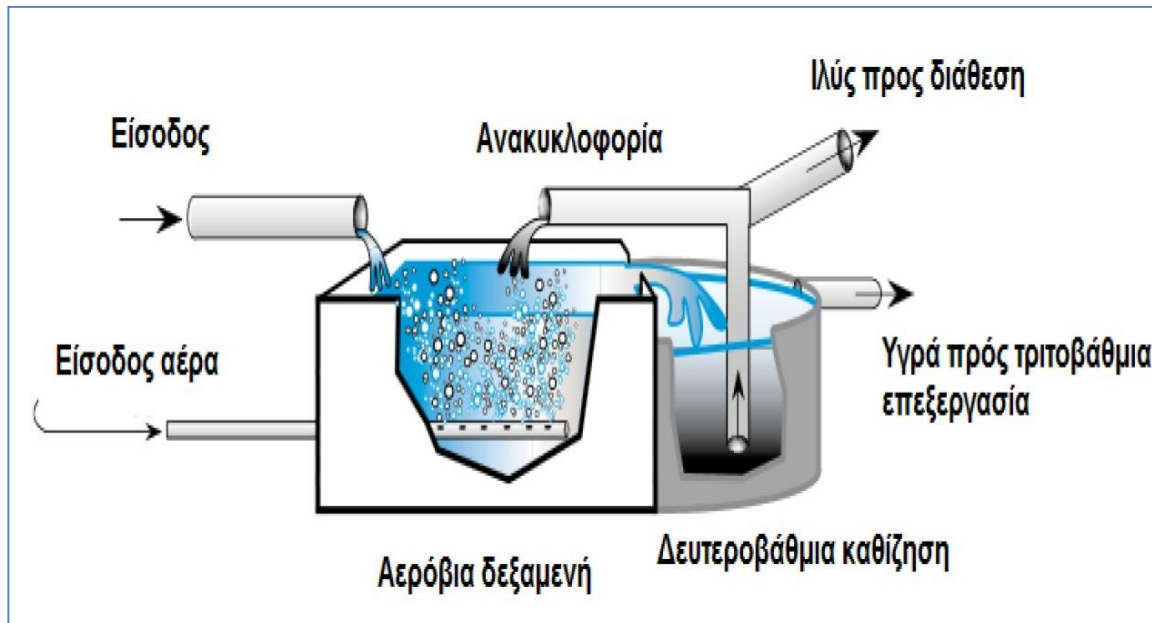 Ιλύς προς διάθεση
Είσοδος
Ανακυκλοφορία
Είσοδος αέρα
Υγρά πρός τριτοβάθμια
επεξεργασία
Αερόβια δεξαμενή
Δευτεροβάθμια καθίζηση